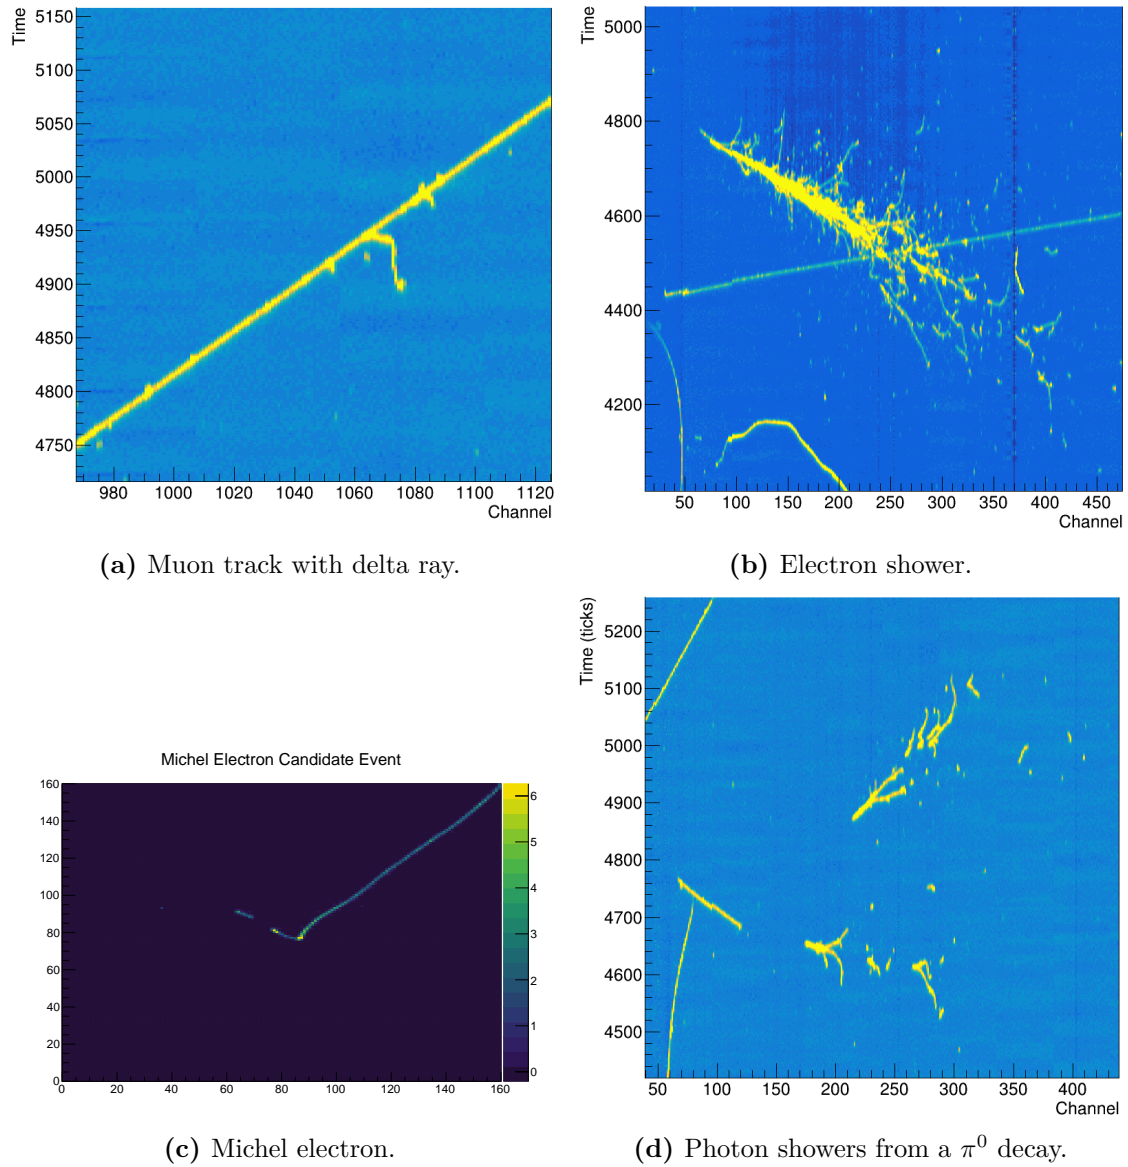 Time
5150
5100
5050
5000
4950
4900
4850
4800
4750
980 1000 1020 1040 1060 1080 1100 1120
Channel
(a) Muon track with delta ray.
Time
5000
4800
4600
4400
4200
50 100 150 200 250 300 350 400 450
Channel
(b) Electron shower.
Michel Electron Candidate Event
160
140
120
100
80
60
40
20
0
0 20 40 60 80 100 120 140 160
6
5
4
3
2
1
0
(c) Michel electron.
Time (ticks)
5200
5100
5000
4900
4800
4700
4600
4500
50 100 150 200 250 300 350 400
Channel
(d) Photon showers from a π⁰ decay.